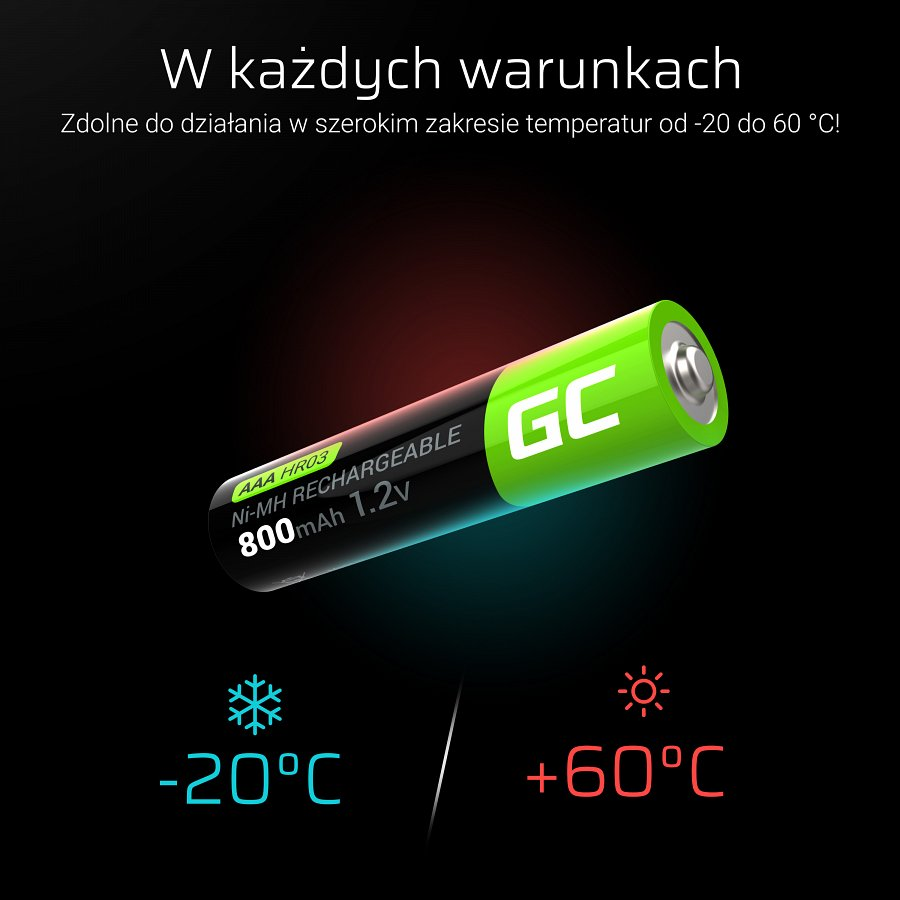 W każdych warunkach
Zdolne do działania w szerokim zakresie temperatur od -20 do 60 °C!
GC
AAA HR03
Ni-MH RECHARGEABLE
800mAh 1.2V
-20°C
+60°C